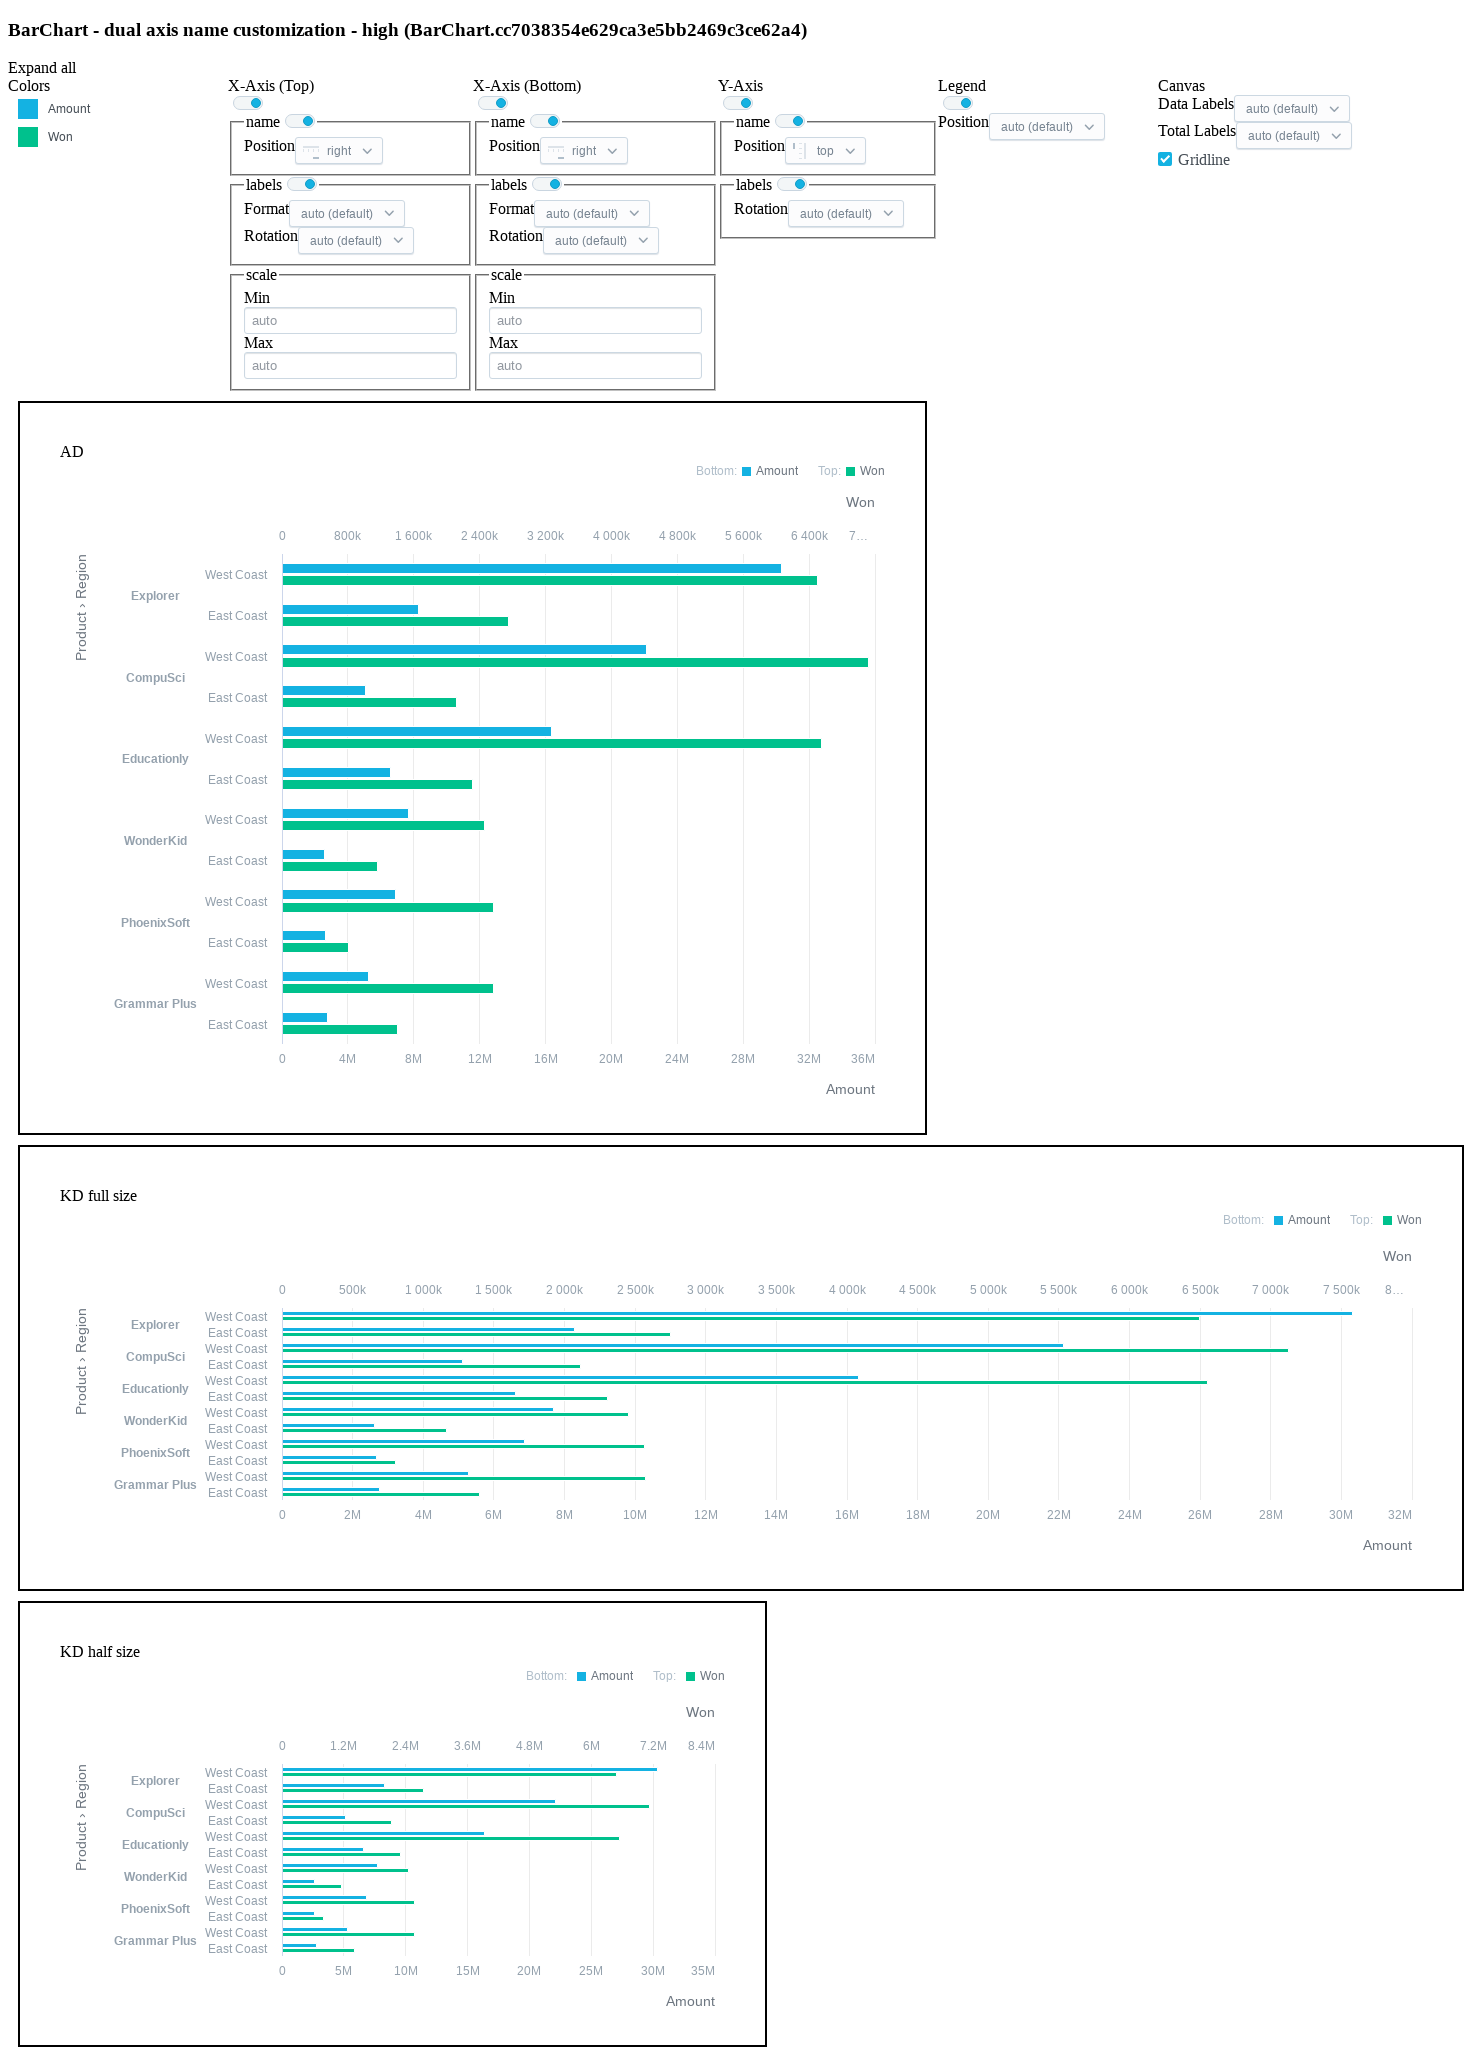 BarChart - dual axis name customization - high (BarChart.cc7038354e629ca3e5bb2469c3ce62a4)
Expand all
Colors
Amount
Won
X-Axis (Top)
name
Position right
labels
Format auto (default)
Rotation auto (default)
scale
Min
auto
Max
auto
X-Axis (Bottom)
name
Position right
labels
Format auto (default)
Rotation auto (default)
scale
Min
auto
Max
auto
Y-Axis
name
Position top
labels
Rotation auto (default)
Legend
Position auto (default)
Canvas
Data Labels auto (default)
Total Labels auto (default)
Gridline
AD
Bottom: Amount Top: Won
Won
0 800k 1 600k 2 400k 3 200k 4 000k 4 800k 5 600k 6 400k 7…
Product › Region
Explorer
West Coast
East Coast
CompuSci
West Coast
East Coast
Educationly
West Coast
East Coast
WonderKid
West Coast
East Coast
PhoenixSoft
West Coast
East Coast
Grammar Plus
West Coast
East Coast
0 4M 8M 12M 16M 20M 24M 28M 32M 36M
Amount
KD full size
Bottom: Amount Top: Won
Won
0 500k 1 000k 1 500k 2 000k 2 500k 3 000k 3 500k 4 000k 4 500k 5 000k 5 500k 6 000k 6 500k 7 000k 7 500k 8…
Product › Region
Explorer
West Coast
East Coast
CompuSci
West Coast
East Coast
Educationly
West Coast
East Coast
WonderKid
West Coast
East Coast
PhoenixSoft
West Coast
East Coast
Grammar Plus
West Coast
East Coast
0 2M 4M 6M 8M 10M 12M 14M 16M 18M 20M 22M 24M 26M 28M 30M 32M
Amount
KD half size
Bottom: Amount Top: Won
Won
0 1.2M 2.4M 3.6M 4.8M 6M 7.2M 8.4M
Product › Region
Explorer
West Coast
East Coast
CompuSci
West Coast
East Coast
Educationly
West Coast
East Coast
WonderKid
West Coast
East Coast
PhoenixSoft
West Coast
East Coast
Grammar Plus
West Coast
East Coast
0 5M 10M 15M 20M 25M 30M 35M
Amount